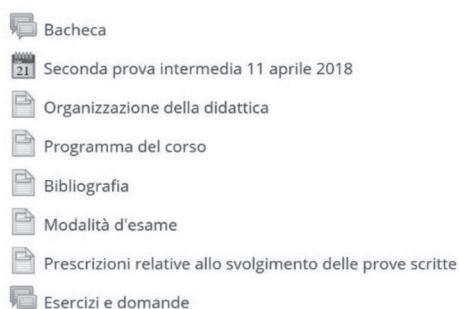 Bacheca
21 Seconda prova intermedia 11 aprile 2018
Organizzazione della didattica
Programma del corso
Bibliografia
Modalità d'esame
Prescrizioni relative allo svolgimento delle prove scritte
Esercizi e domande